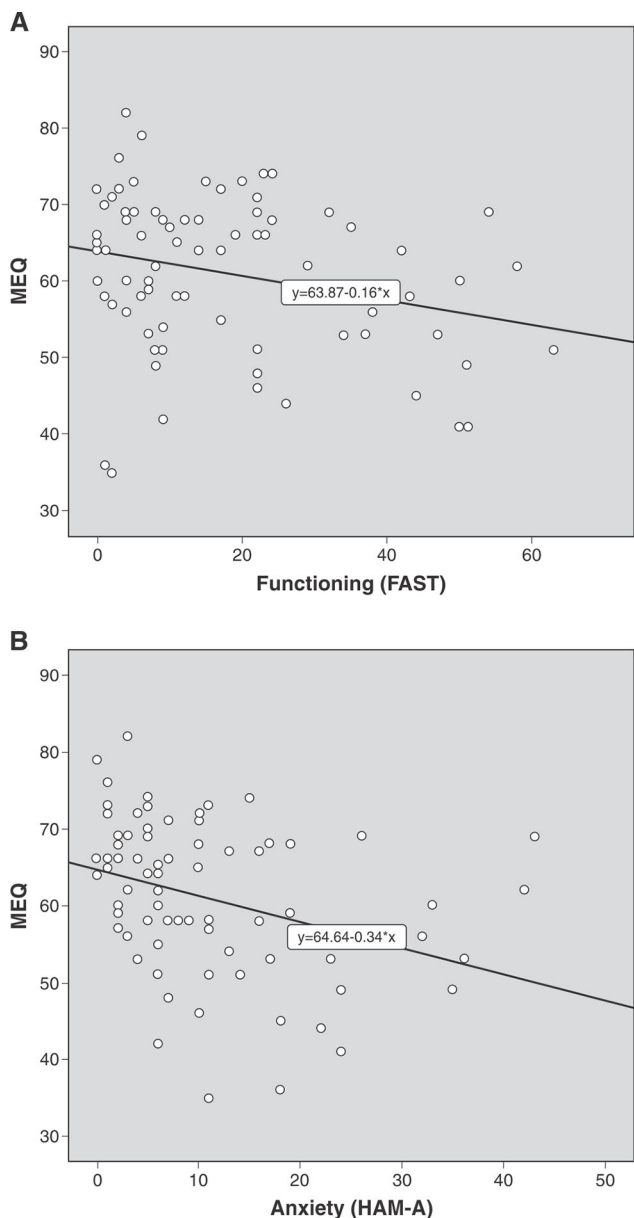 A
90
80
70
60
50
40
30
MEQ
y=63.87-0.16*x
0 20 40 60
Functioning (FAST)
B
90
80
70
60
50
40
30
MEQ
y=64.64-0.34*x
0 10 20 30 40 50
Anxiety (HAM-A)